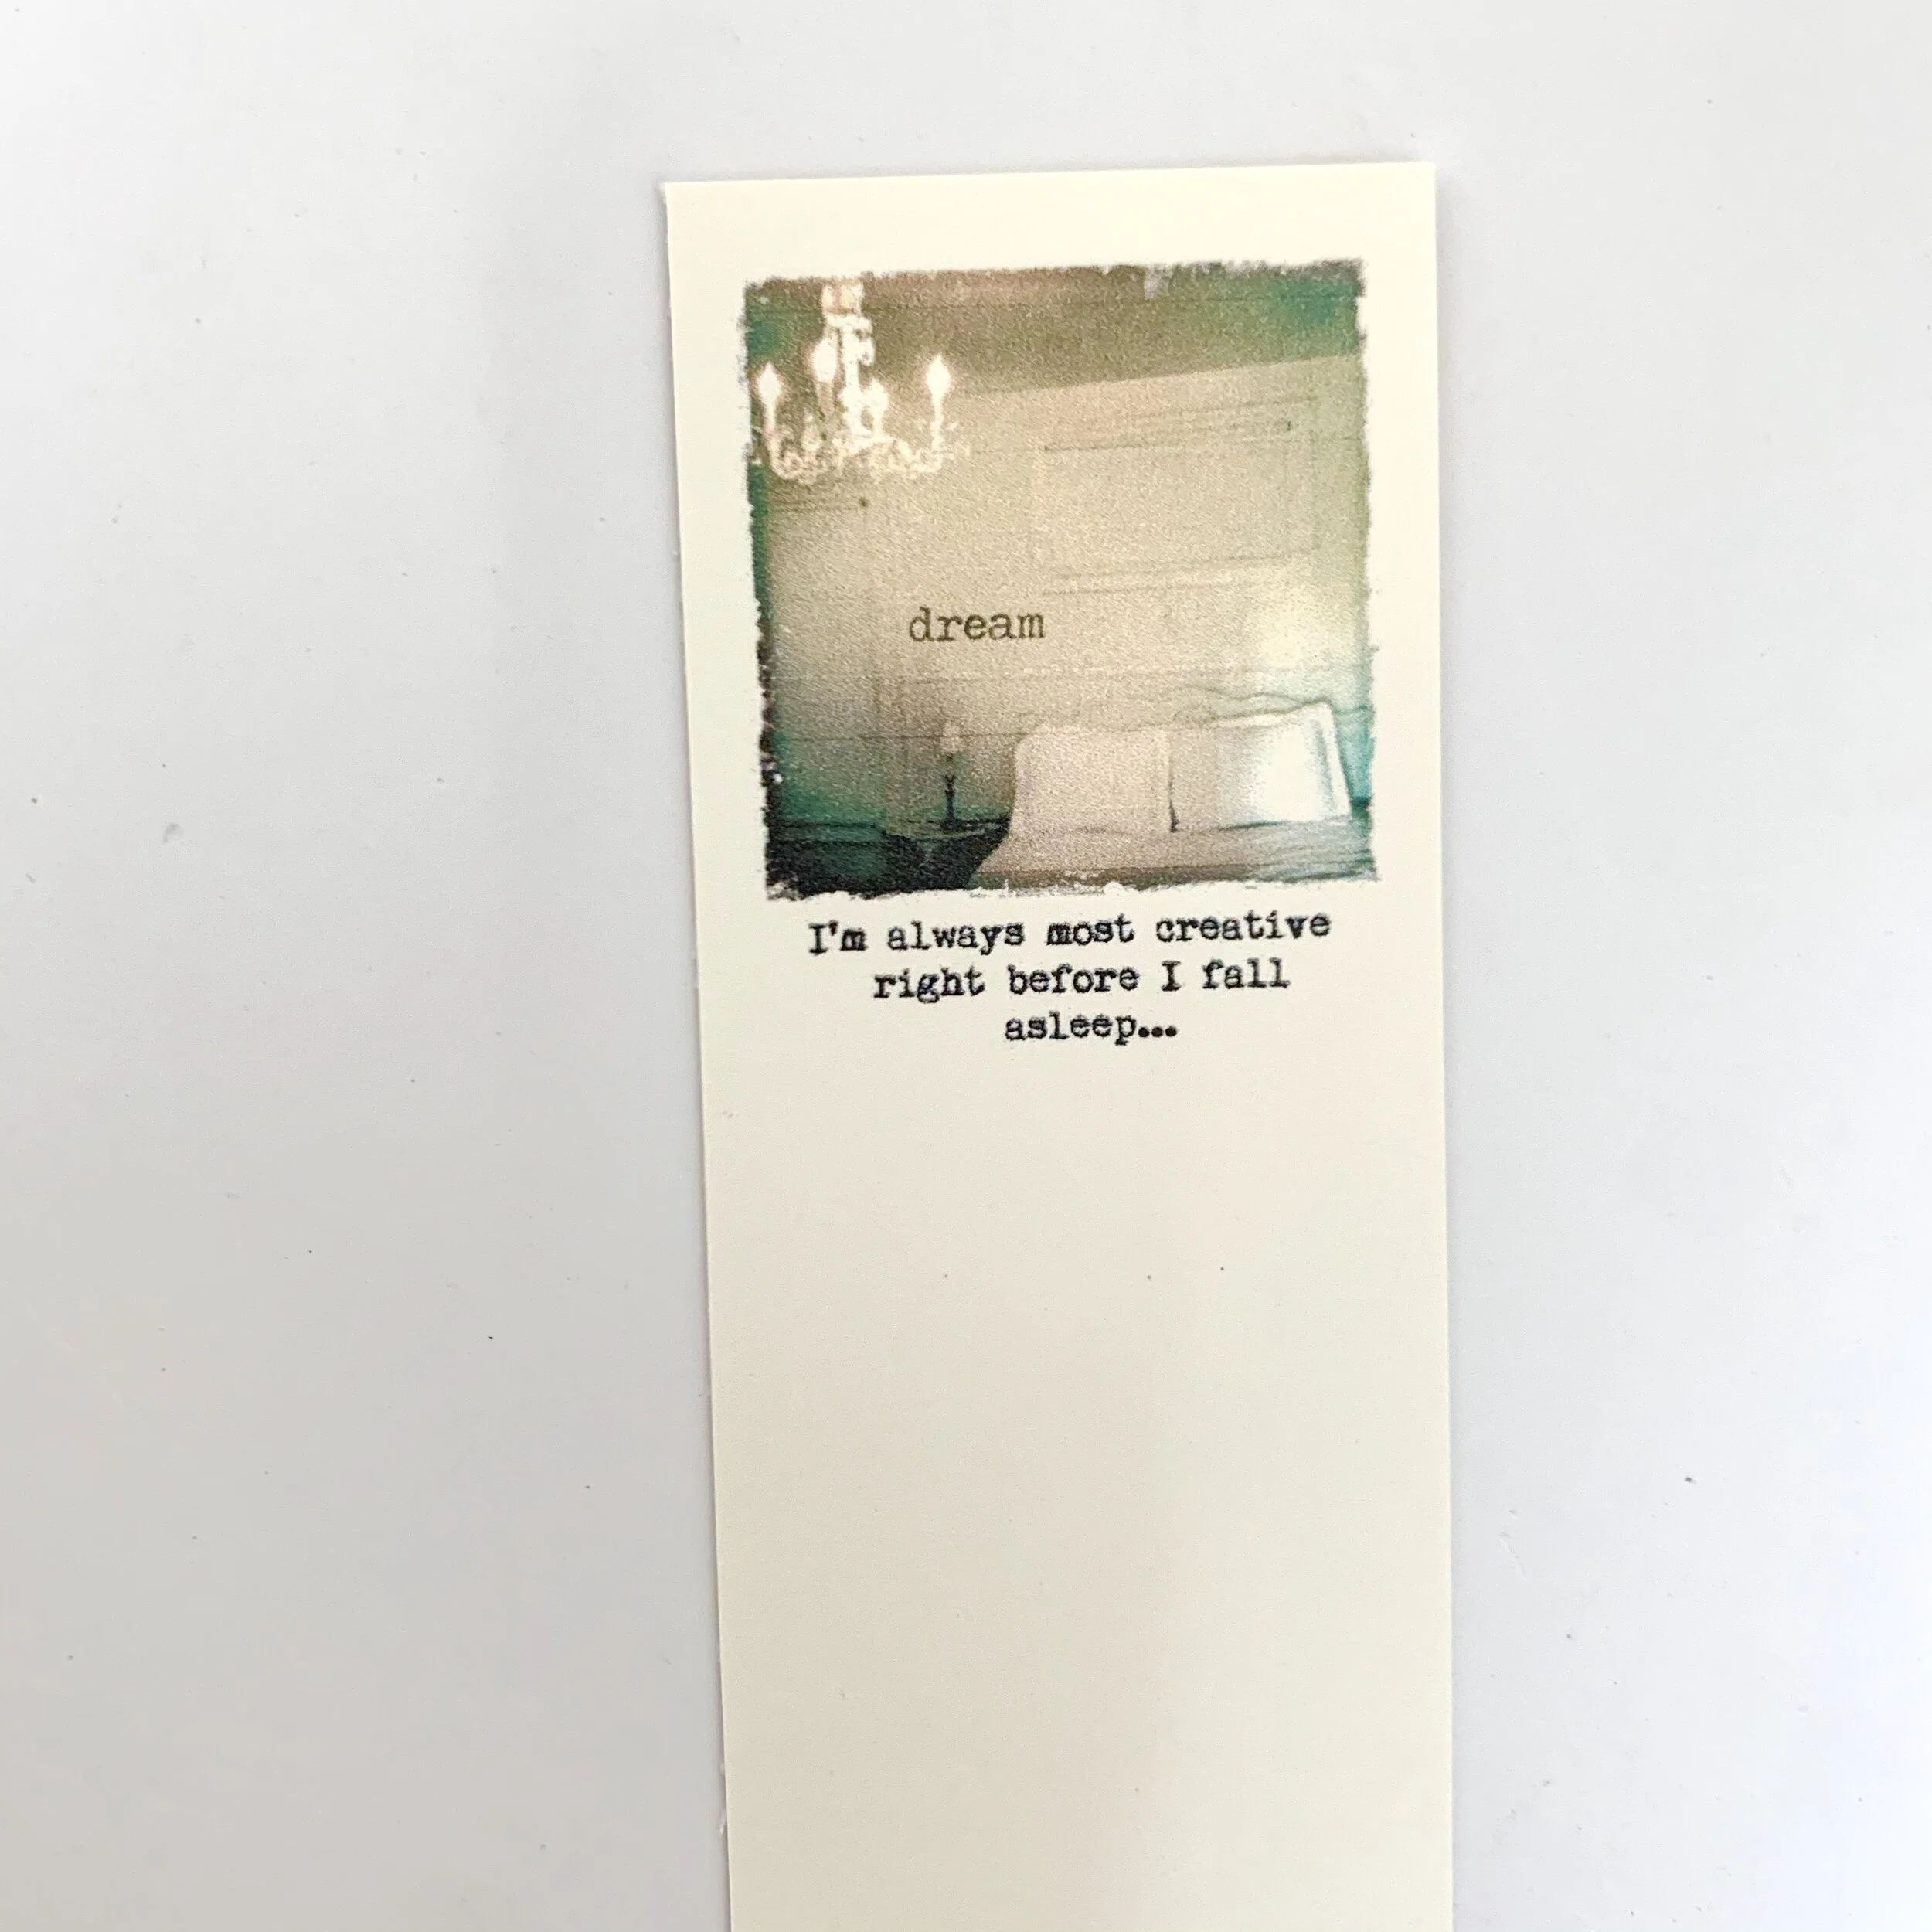 dream
I'm always most creative
right before I fall
asleep...